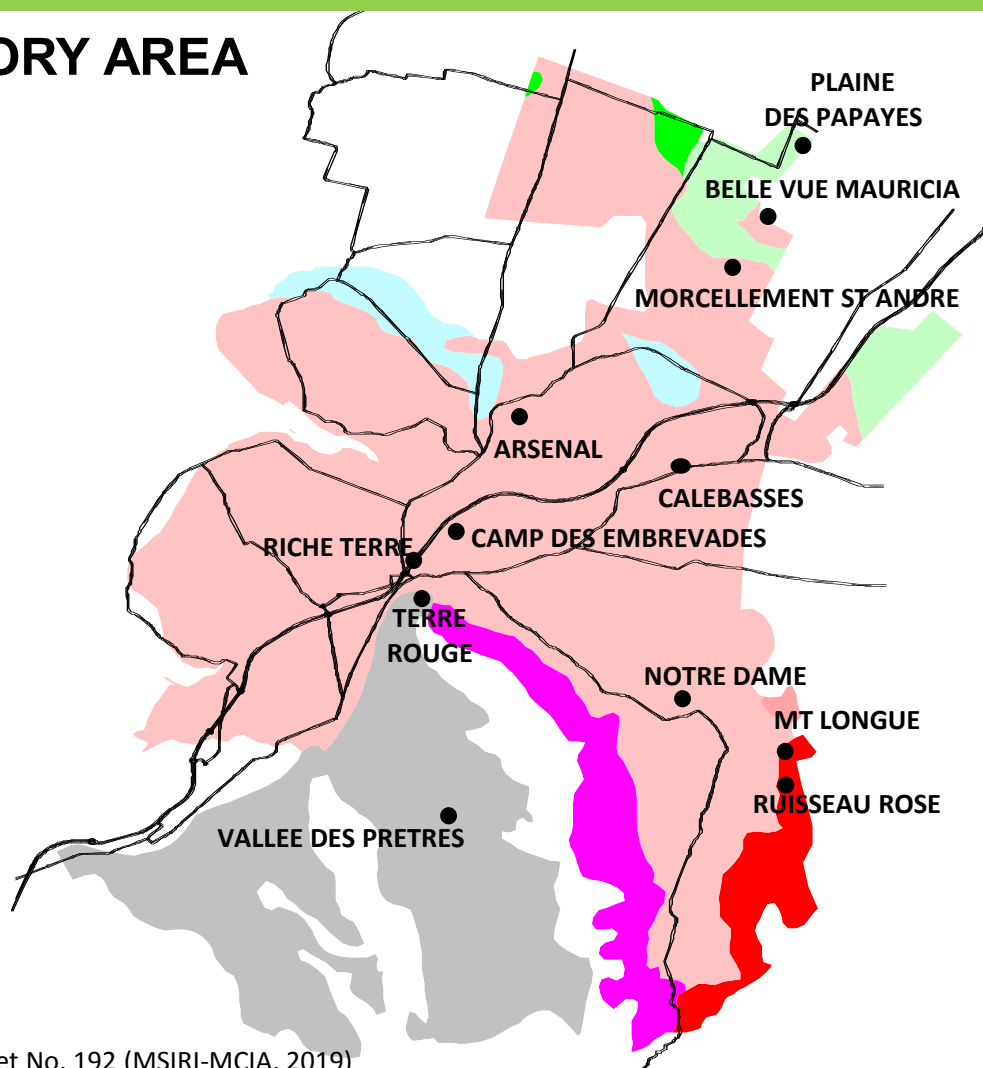 ORY AREA
PLAINE
DES PAPAYES
BELLE VUE MAURICIA
MORCELLEMENT ST ANDRE
ARSENAL
CALEBASSES
CAMP DES EMBREVADES
RICHE TERRE
TERRE
ROUGE
NOTRE DAME
MT LONGUE
RUISSEAU ROSE
VALLEE DES PRETRES
et No. 192 (MSIRI-MCIA, 2019)